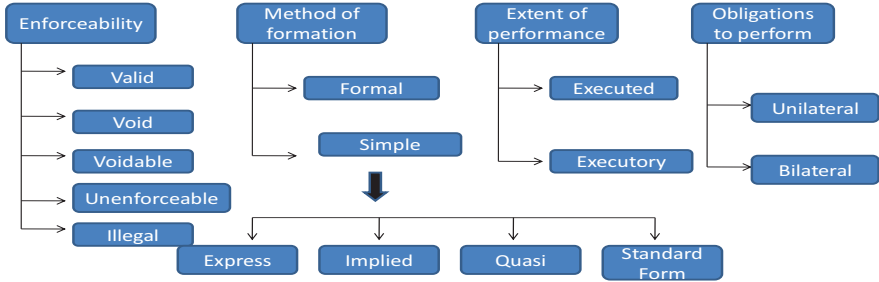 Enforceability
Valid
Void
Voidable
Unenforceable
Illegal
Method of
formation
Formal
Simple
Express
Implied
Quasi
Standard
Form
Extent of
performance
Executed
Executory
Obligations
to perform
Unilateral
Bilateral